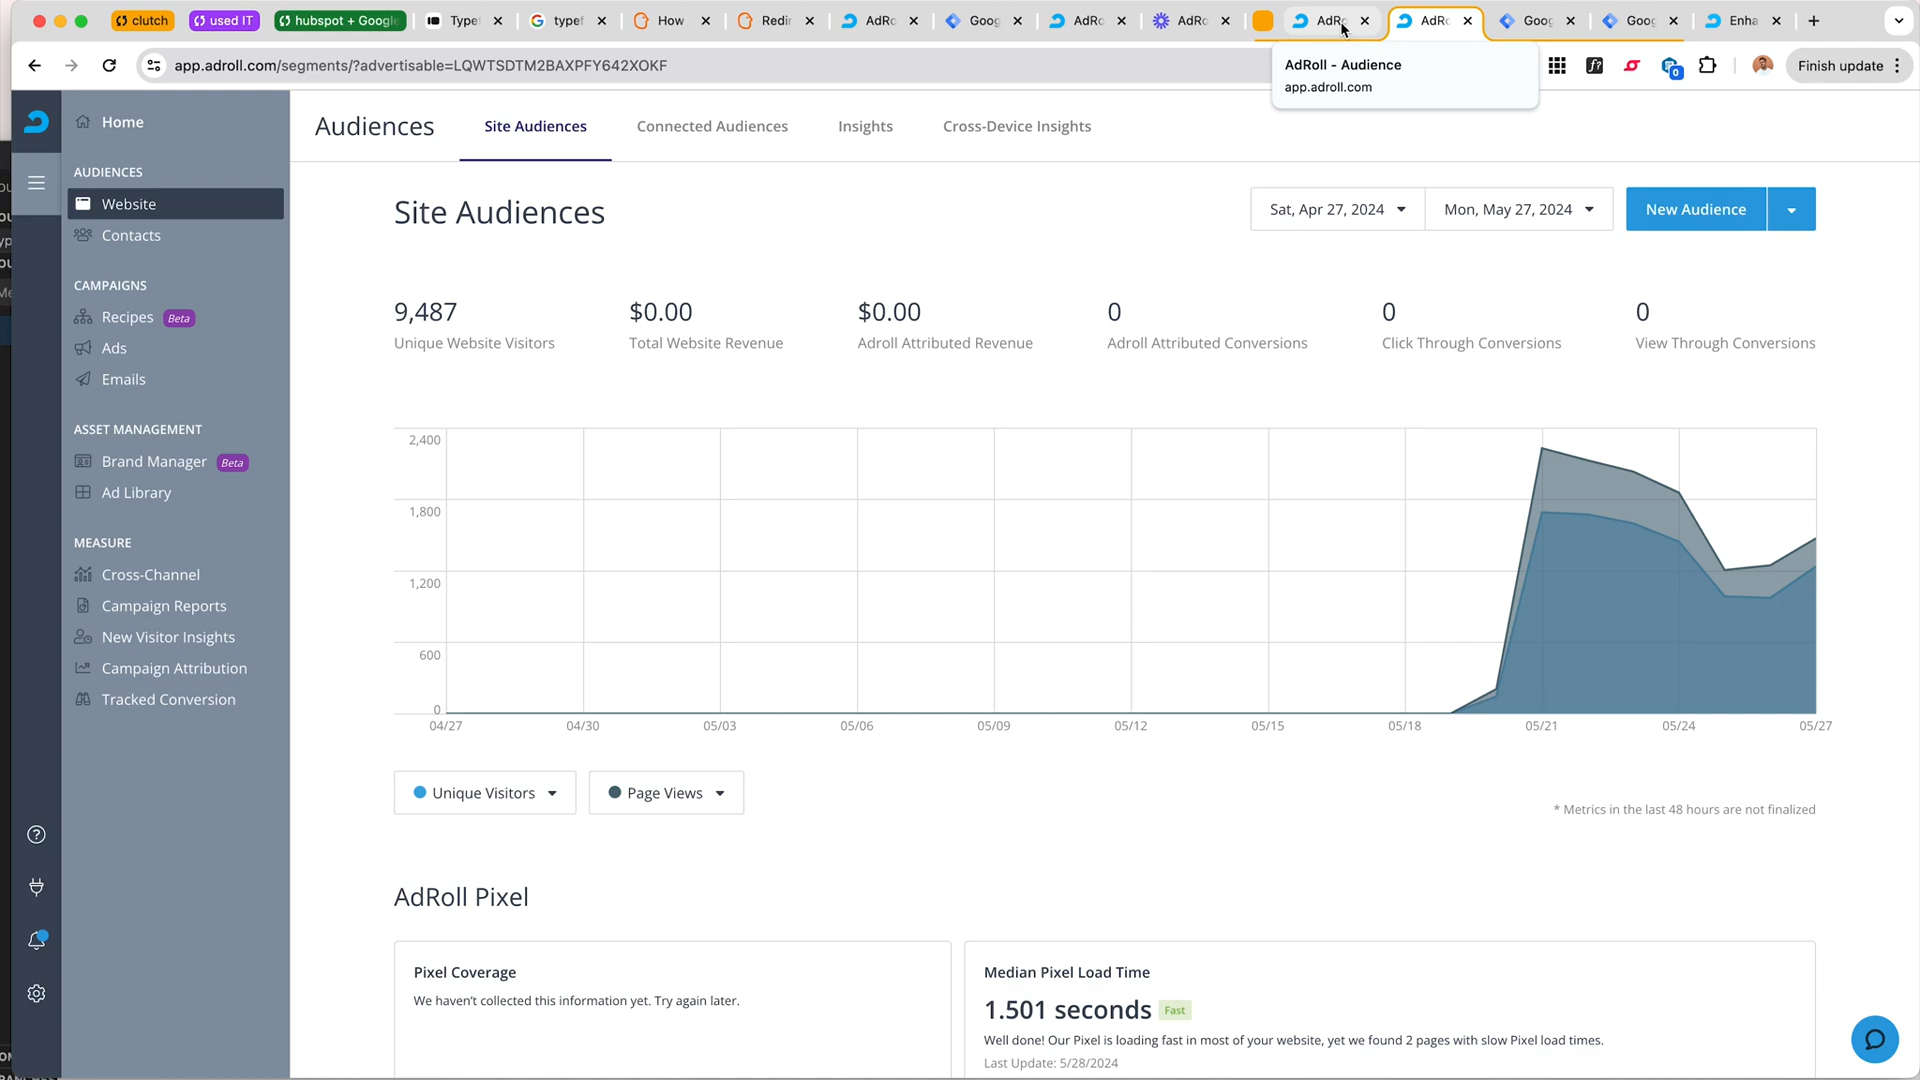 clutch
used IT
hubspot + Google
Typef
typef
How
Redir
AdRo
Goog
AdRo
AdRo
AdRo
AdRo
Goog
Goog
Enha
app.adroll.com/segments/?advertisable=LQWTSDTM2BAXPFY642XOKF
AdRoll - Audience
app.adroll.com
0
Finish update
Home
AUDIENCES
Website
Contacts
CAMPAIGNS
Recipes Beta
Ads
Emails
ASSET MANAGEMENT
Brand Manager Beta
Ad Library
MEASURE
Cross-Channel
Campaign Reports
New Visitor Insights
Campaign Attribution
Tracked Conversion
Audiences
Site Audiences
Connected Audiences
Insights
Cross-Device Insights
Site Audiences
Sat, Apr 27, 2024
Mon, May 27, 2024
New Audience
9,487
Unique Website Visitors
$0.00
Total Website Revenue
$0.00
Adroll Attributed Revenue
0
Adroll Attributed Conversions
0
Click Through Conversions
0
View Through Conversions
2,400
1,800
1,200
600
0
04/27
04/30
05/03
05/06
05/09
05/12
05/15
05/18
05/21
05/24
05/27
Unique Visitors
Page Views
* Metrics in the last 48 hours are not finalized
AdRoll Pixel
Pixel Coverage
We haven't collected this information yet. Try again later.
Median Pixel Load Time
1.501 seconds Fast
Well done! Our Pixel is loading fast in most of your website, yet we found 2 pages with slow Pixel load times.
Last Update: 5/28/2024